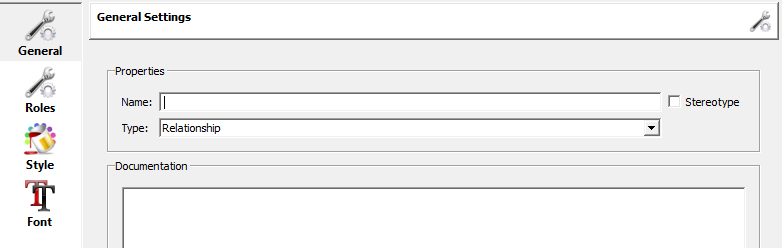 General Settings
General
Roles
Style
Font
Properties
Name:
Stereotype
Type: Relationship
Documentation